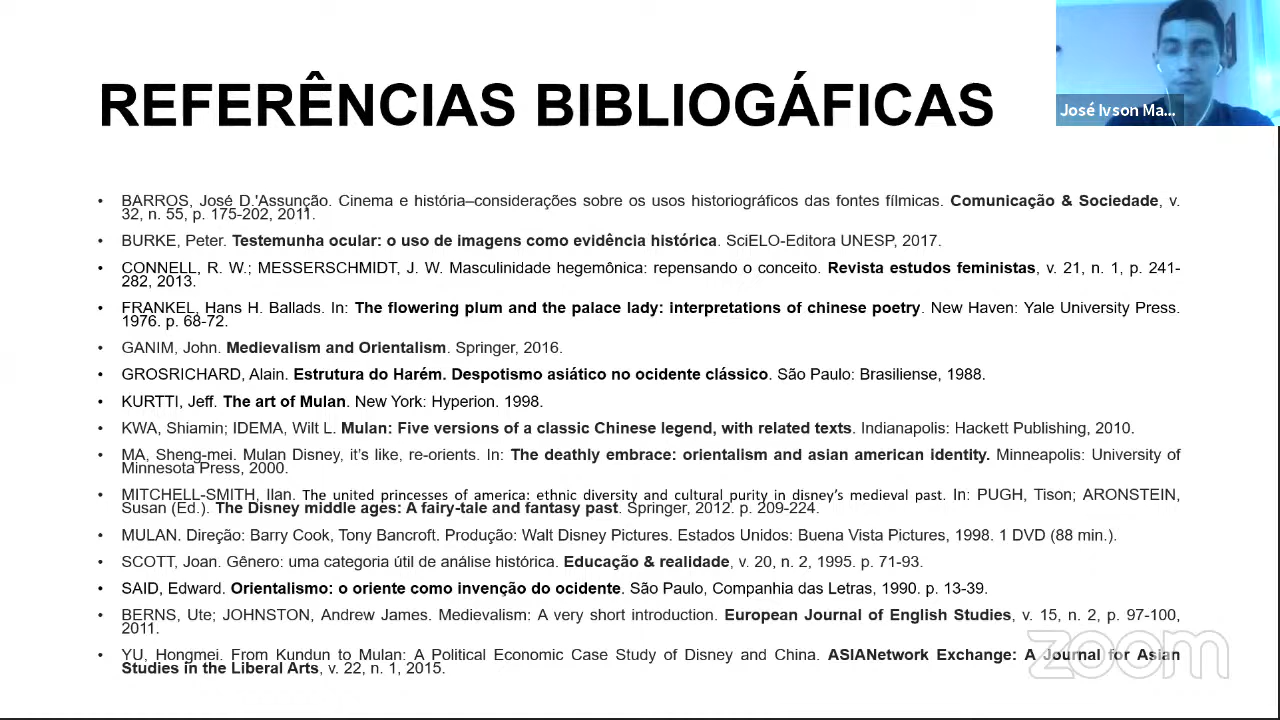 REFERÊNCIAS BIBLIOGÁFICAS
José Ivson Ma...
• BARROS, José D.'Assunção. Cinema e história–considerações sobre os usos historiográficos das fontes fílmicas. Comunicação & Sociedade, v.
32, n. 55, p. 175-202, 2011.
• BURKE, Peter. Testemunha ocular: o uso de imagens como evidência histórica. SciELO-Editora UNESP, 2017.
• CONNELL, R. W.; MESSERSCHMIDT, J. W. Masculinidade hegemônica: repensando o conceito. Revista estudos feministas, v. 21, n. 1, p. 241-
282, 2013.
• FRANKEL, Hans H. Ballads. In: The flowering plum and the palace lady: interpretations of chinese poetry. New Haven: Yale University Press.
1976. p. 68-72.
• GANIM, John. Medievalism and Orientalism. Springer, 2016.
• GROSRICHARD, Alain. Estrutura do Harém. Despotismo asiático no ocidente clássico. São Paulo: Brasiliense, 1988.
• KURTTI, Jeff. The art of Mulan. New York: Hyperion. 1998.
• KWA, Shiamin; IDEMA, Wilt L. Mulan: Five versions of a classic Chinese legend, with related texts. Indianapolis: Hackett Publishing, 2010.
• MA, Sheng-mei. Mulan Disney, it's like, re-orients. In: The deathly embrace: orientalism and asian american identity. Minneapolis: University of
Minnesota Press, 2000.
• MITCHELL-SMITH, Ilan. The united princesses of america: ethnic diversity and cultural purity in disney's medieval past. In: PUGH, Tison; ARONSTEIN,
Susan (Ed.). The Disney middle ages: A fairy-tale and fantasy past. Springer, 2012. p. 209-224.
• MULAN. Direção: Barry Cook, Tony Bancroft. Produção: Walt Disney Pictures. Estados Unidos: Buena Vista Pictures, 1998. 1 DVD (88 min.).
• SCOTT, Joan. Gênero: uma categoria útil de análise histórica. Educação & realidade, v. 20, n. 2, 1995. p. 71-93.
• SAID, Edward. Orientalismo: o oriente como invenção do ocidente. São Paulo, Companhia das Letras, 1990. p. 13-39.
• BERNS, Ute; JOHNSTON, Andrew James. Medievalism: A very short introduction. European Journal of English Studies, v. 15, n. 2, p. 97-100,
2011.
• YU, Hongmei. From Kundun to Mulan: A Political Economic Case Study of Disney and China. ASIANetwork Exchange: A Journal for Asian
Studies in the Liberal Arts, v. 22, n. 1, 2015.
zoom